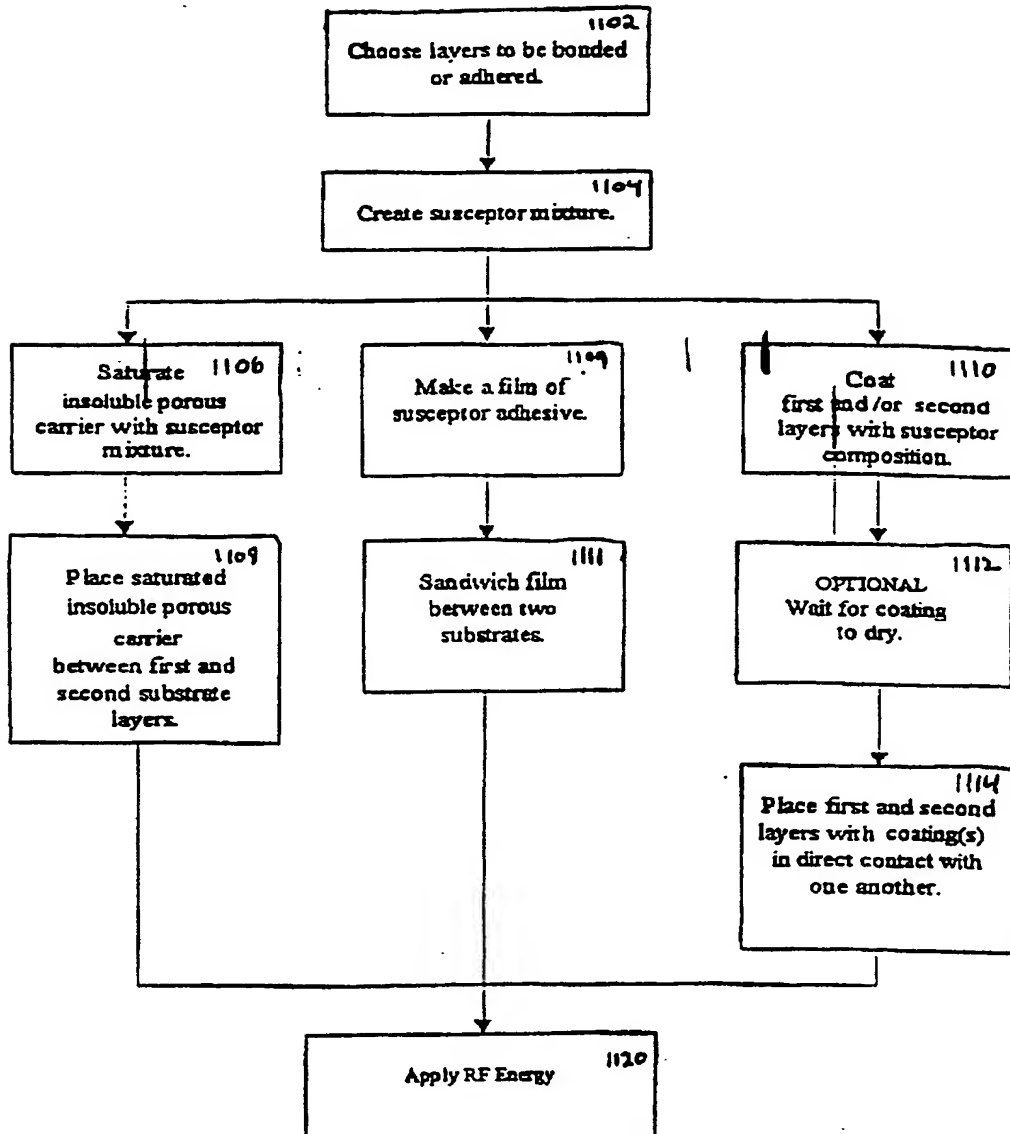 1102
Choose layers to be bonded
or adhered.
1104
Create susceptor mixture.
1106
Saturate
insoluble porous
carrier with susceptor
mixture.
1109
Make a film of
susceptor adhesive.
1110
Coat
first and/or second
layers with susceptor
composition.
1109
Place saturated
insoluble porous
carrier
between first and
second substrate
layers.
1111
Sandwich film
between two
substrates.
1112
OPTIONAL
Wait for coating
to dry.
1114
Place first and second
layers with coating(s)
in direct contact with
one another.
1120
Apply RF Energy